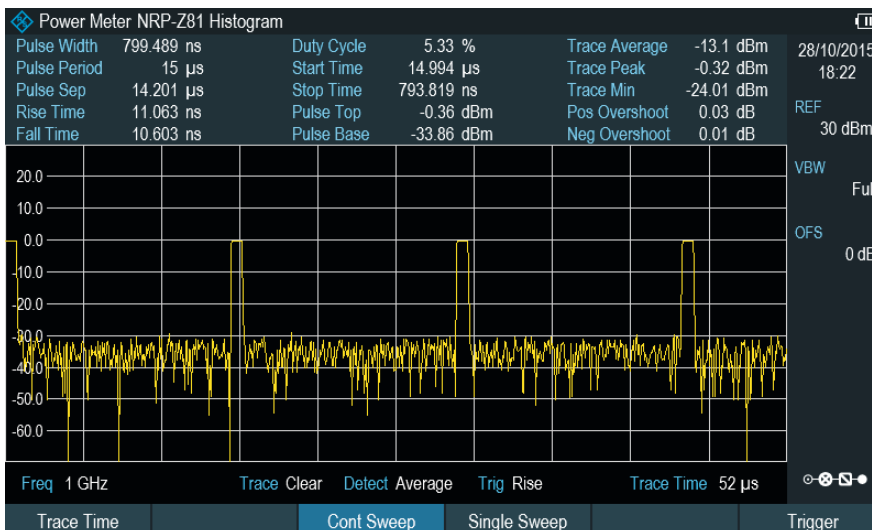 Power Meter NRP-Z81 Histogram
Pulse Width 799.489 ns Duty Cycle 5.33 % Trace Average -13.1 dBm
Pulse Period 15 µs Start Time 14.994 µs Trace Peak -0.32 dBm
Pulse Sep 14.201 µs Stop Time 793.819 ns Trace Min -24.01 dBm
Rise Time 11.063 ns Pulse Top -0.36 dBm Pos Overshoot 0.03 dB
Fall Time 10.603 ns Pulse Base -33.86 dBm Neg Overshoot 0.01 dB
28/10/2015
18:22
REF
30 dBm
VBW
OFS
20.0
10.0
0.0
-10.0
-20.0
-30.0
-40.0
-50.0
-60.0
Freq 1 GHz Trace Clear Detect Average Trig Rise Trace Time 52 µs
Trace Time Cont Sweep Single Sweep Trigger